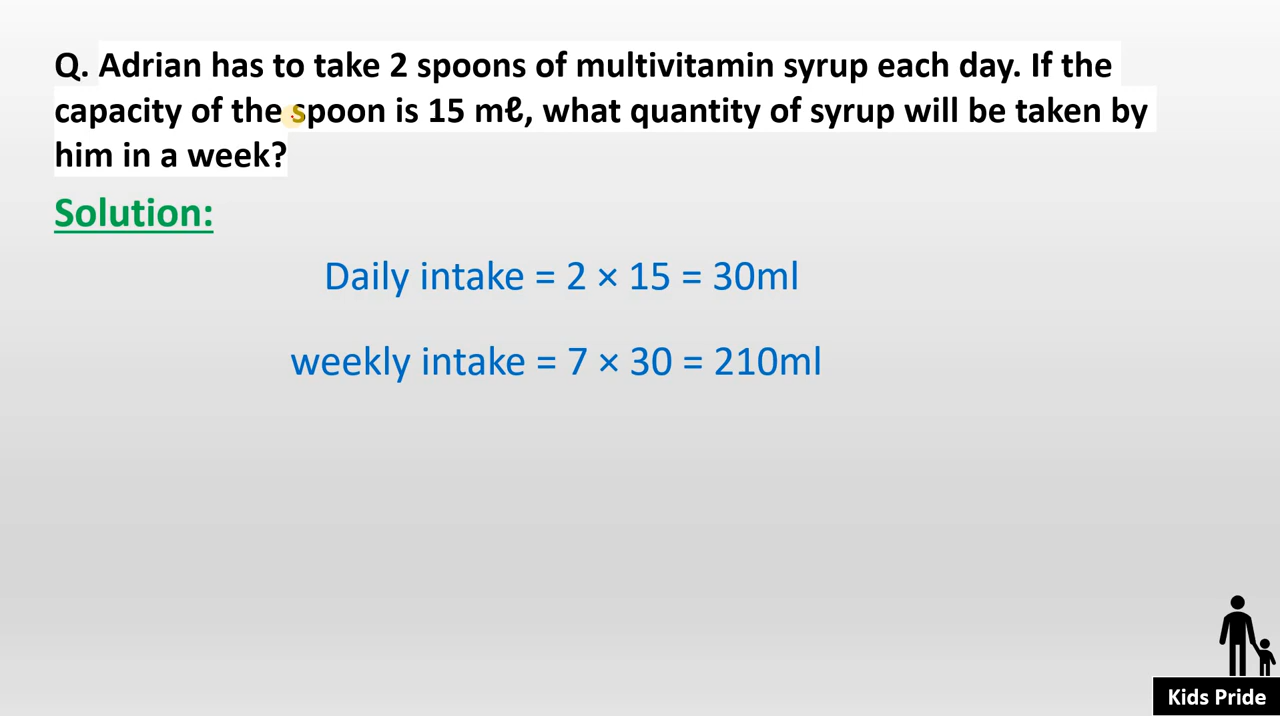 Q. Adrian has to take 2 spoons of multivitamin syrup each day. If the
capacity of the spoon is 15 mℓ, what quantity of syrup will be taken by
him in a week?
Solution:
Daily intake = 2 × 15 = 30ml
weekly intake = 7 × 30 = 210ml
Kids Pride